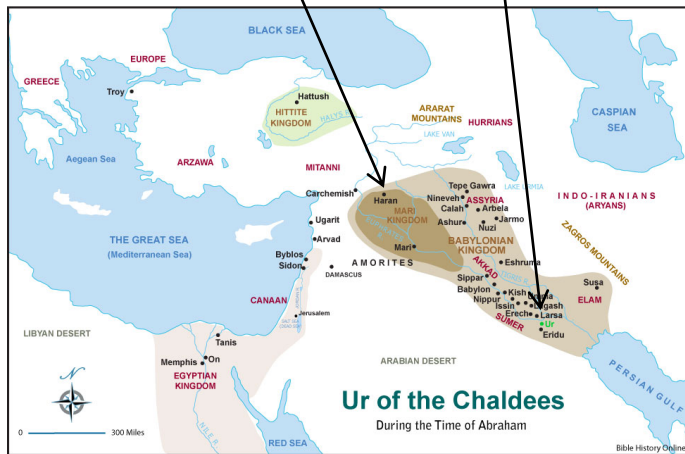 BLACK SEA
EUROPE
GREECE
Troy
Hattush
HITTITE
KINGDOM
HALYS R.
ARARAT
MOUNTAINS
HURRIANS
CASPIAN
SEA
LAKE VAN
Aegean Sea
ARZAWA
MITANNI
LAKE URMIA
Carchemish
Haran
Tepe Gawra
Nineveh
ASSYRIA
Calah
Arbela
INDO-IRANIANS
(ARYANS)
MARI
KINGDOM
Ugarit
Ashur
Nuzi
Jarmo
THE GREAT SEA
(Mediterranean Sea)
Arvad
Mari
BABYLONIAN
KINGDOM
ZAGROS MOUNTAINS
Byblos
Sidon
DAMASCUS
AMORITES
Eshruma
AKKAD
Sippar
Susa
CANAAN
Babylon
Kish
ELAM
Nippur
Issin
Lagash
Jerusalem
Erech
Larsa
SUMER
Ur
Eridu
LIBYAN DESERT
Tanis
Memphis
On
EGYPTIAN
KINGDOM
ARABIAN DESERT
PERSIAN GULF
N
Ur of the Chaldees
During the Time of Abraham
0
300 Miles
RED SEA
Bible History Online